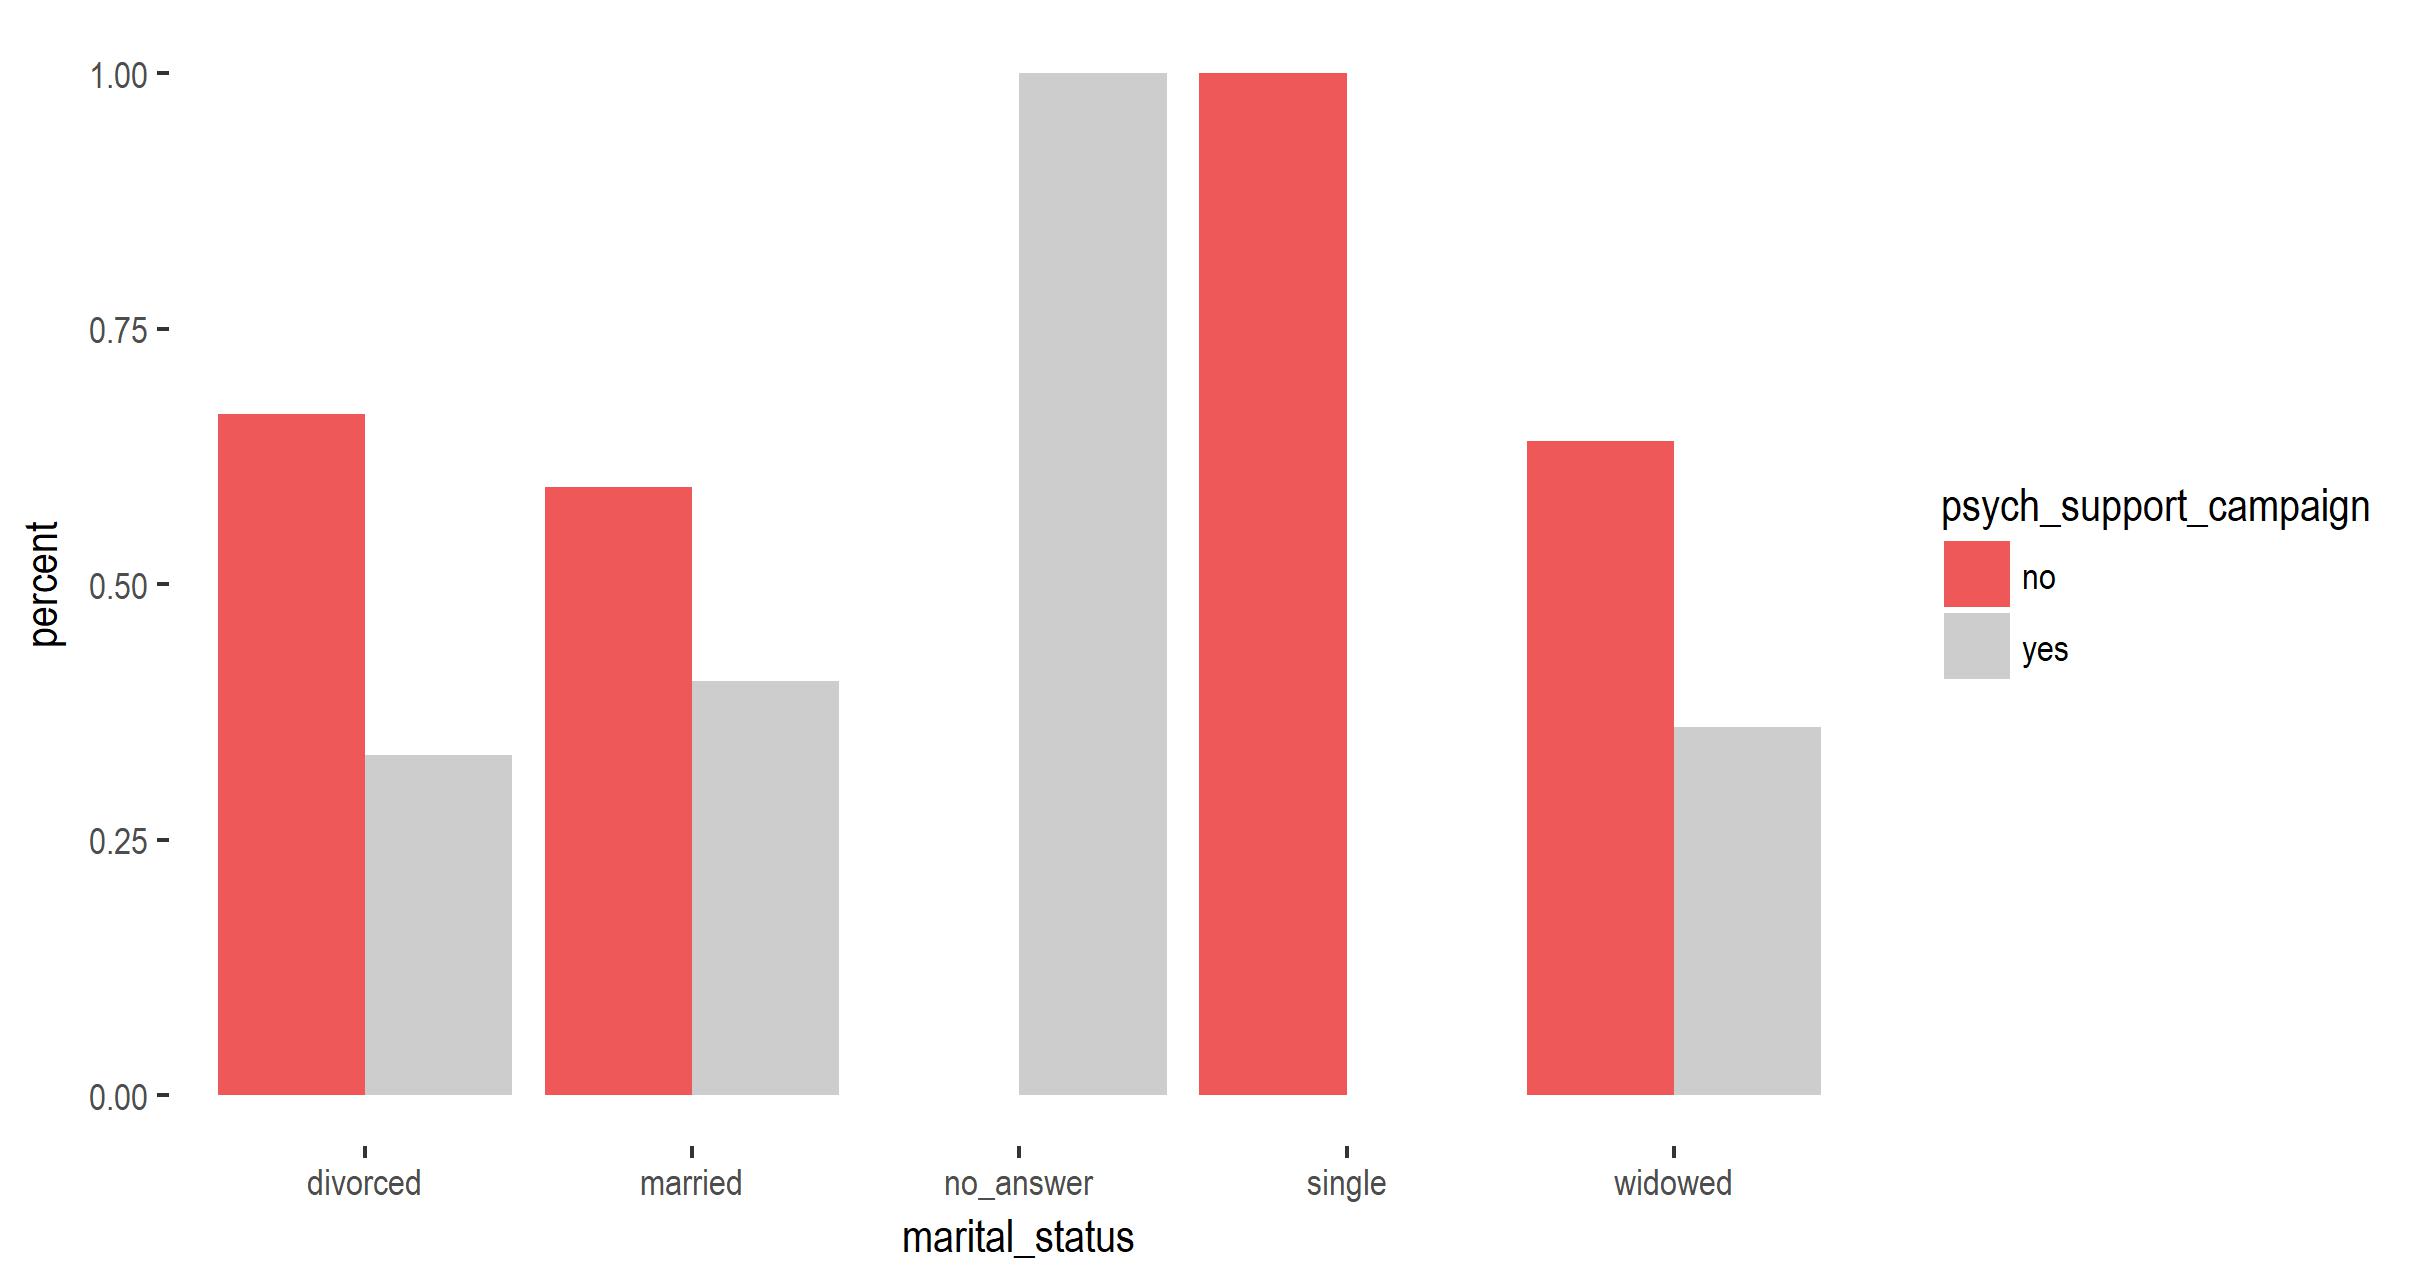 1.00
0.75
0.50
0.25
0.00
percent
divorced
married
no_answer
single
widowed
marital_status
psych_support_campaign
no
yes